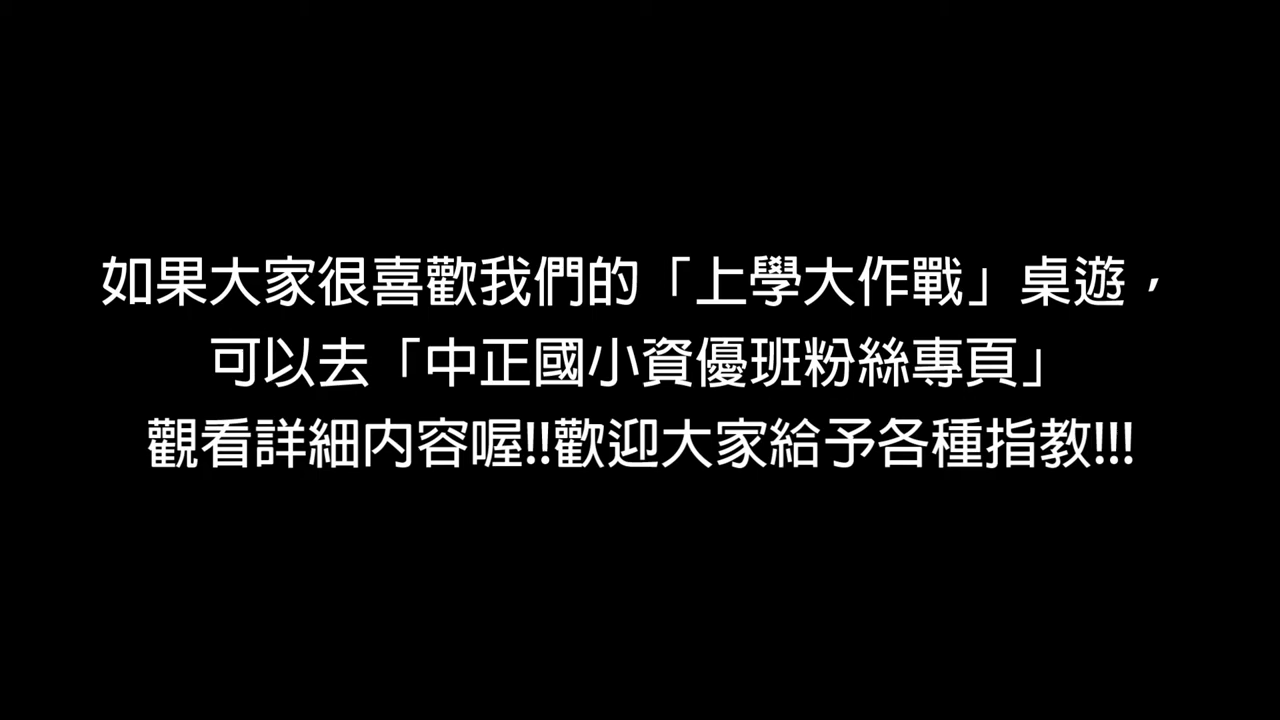 如果大家很喜歡我們的「上學大作戰」桌遊，
可以去「中正國小資優班粉絲專頁」
觀看詳細內容喔!!歡迎大家給予各種指教!!!